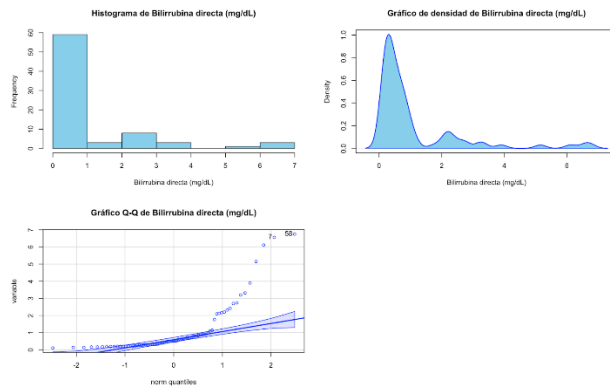 Histograma de Bilirrubina directa (mg/dL)
Frequency
0 10 20 30 40 50 60
0 1 2 3 4 5 6 7
Bilirrubina directa (mg/dL)
Gráfico de densidad de Bilirrubina directa (mg/dL)
Density
0.0 0.2 0.4 0.6 0.8 1.0
0 2 4 6
Bilirrubina directa (mg/dL)
Gráfico Q-Q de Bilirrubina directa (mg/dL)
variable
0 1 2 3 4 5 6 7
7 58
-2 -1 0 1 2
norm quantiles